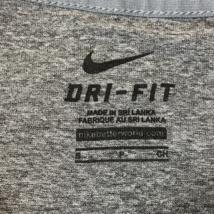 DRI-FIT
MADE IN SRI LANKA
FABRIQUE AU SRI LANKA
nikebetterworld.com
S P CH